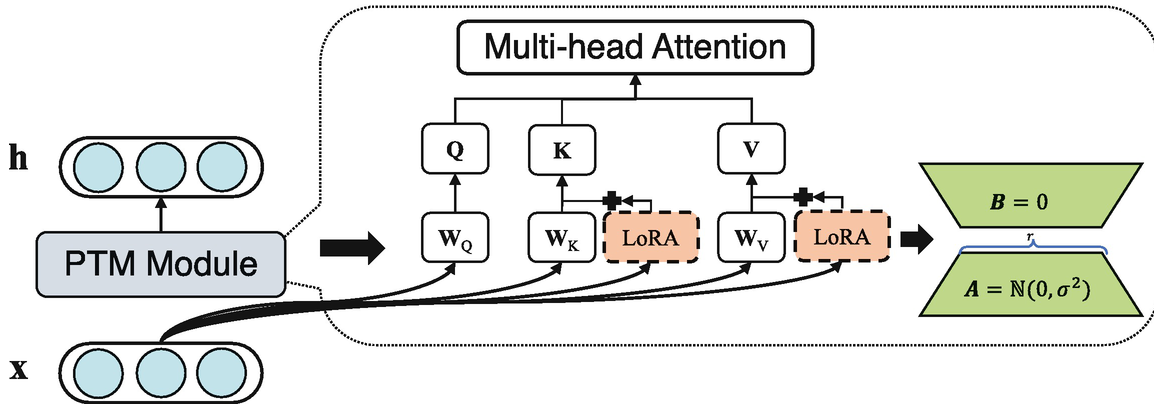 Multi-head Attention
h
Q
K
V
PTM Module
W_Q
W_K
LoRA
W_V
LoRA
B = 0
r
A = ℕ(0, σ²)
x